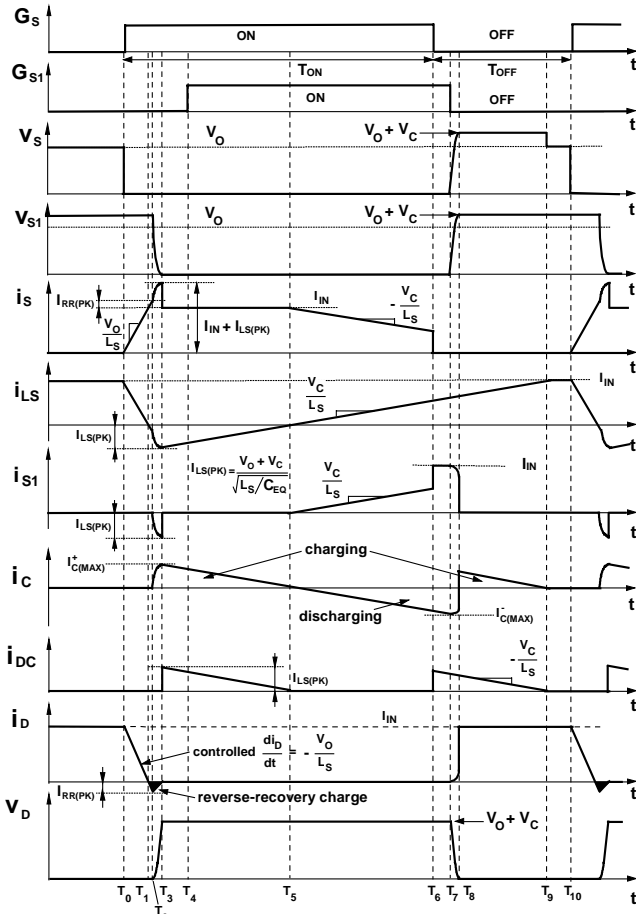 G_S
ON
OFF
t
T_ON
T_OFF
G_S1
ON
OFF
t
V_S
V_O
V_O + V_C
t
V_S1
V_O
V_O + V_C
t
i_S
I_RR(PK)
V_O/L_S
I_IN + I_LS(PK)
I_IN
- V_C/L_S
t
i_LS
I_LS(PK)
V_C/L_S
I_IN
t
i_S1
I_LS(PK) = (V_O + V_C)/√(L_S/C_EQ)
V_C/L_S
I_IN
I_LS(PK)
t
i_C
I⁺_C(MAX)
charging
discharging
I⁻_C(MAX)
t
i_DC
I_LS(PK)
- V_C/L_S
t
i_D
I_IN
controlled di_D/dt = - V_O/L_S
I_RR(PK)
reverse-recovery charge
t
V_D
V_O + V_C
t
T_0 T_1 T_3 T_4 T_5 T_6 T_7 T_8 T_9 T_10